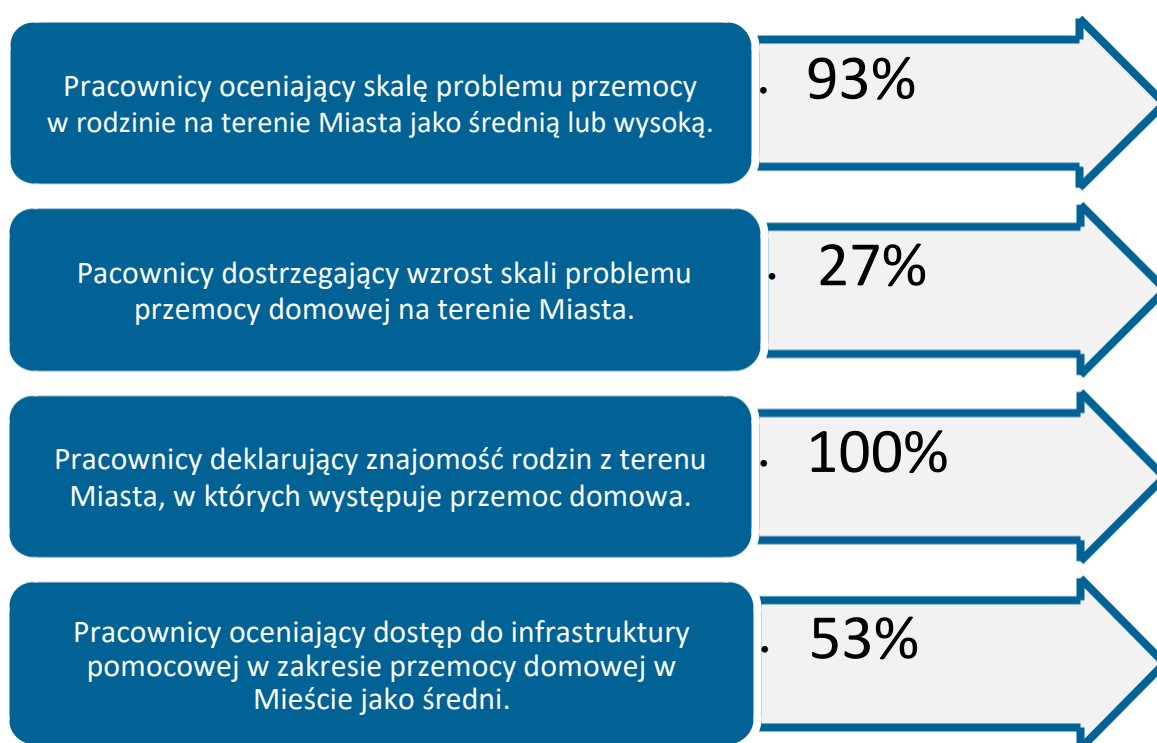 Pracownicy oceniający skalę problemu przemocy
w rodzinie na terenie Miasta jako średnią lub wysoką.
. 93%
Pacownicy dostrzegający wzrost skali problemu
przemocy domowej na terenie Miasta.
. 27%
Pracownicy deklarujący znajomość rodzin z terenu
Miasta, w których występuje przemoc domowa.
. 100%
Pracownicy oceniający dostęp do infrastruktury
pomocowej w zakresie przemocy domowej w
Mieście jako średni.
. 53%